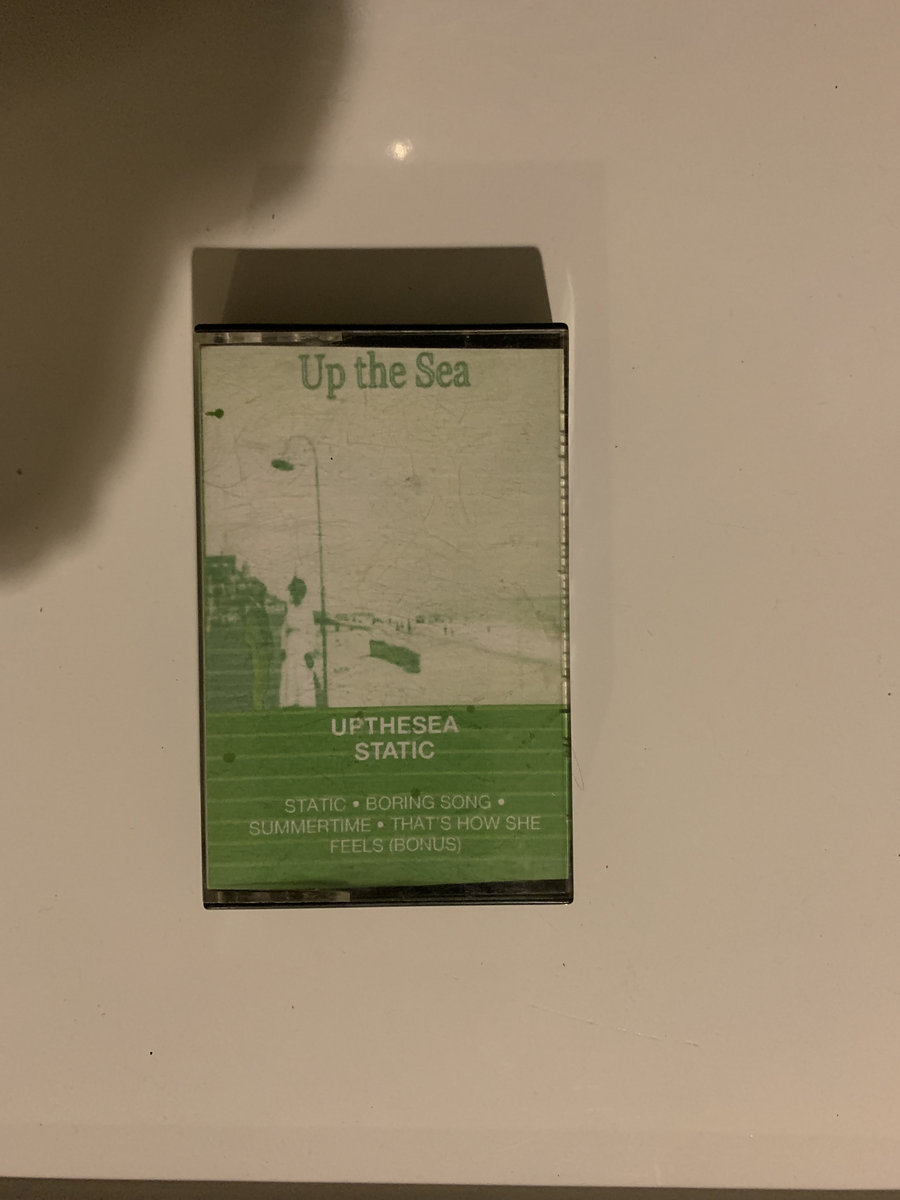 Up the Sea
UPTHESEA
STATIC
STATIC • BORING SONG •
SUMMERTIME • THAT'S HOW SHE
FEELS (BONUS)